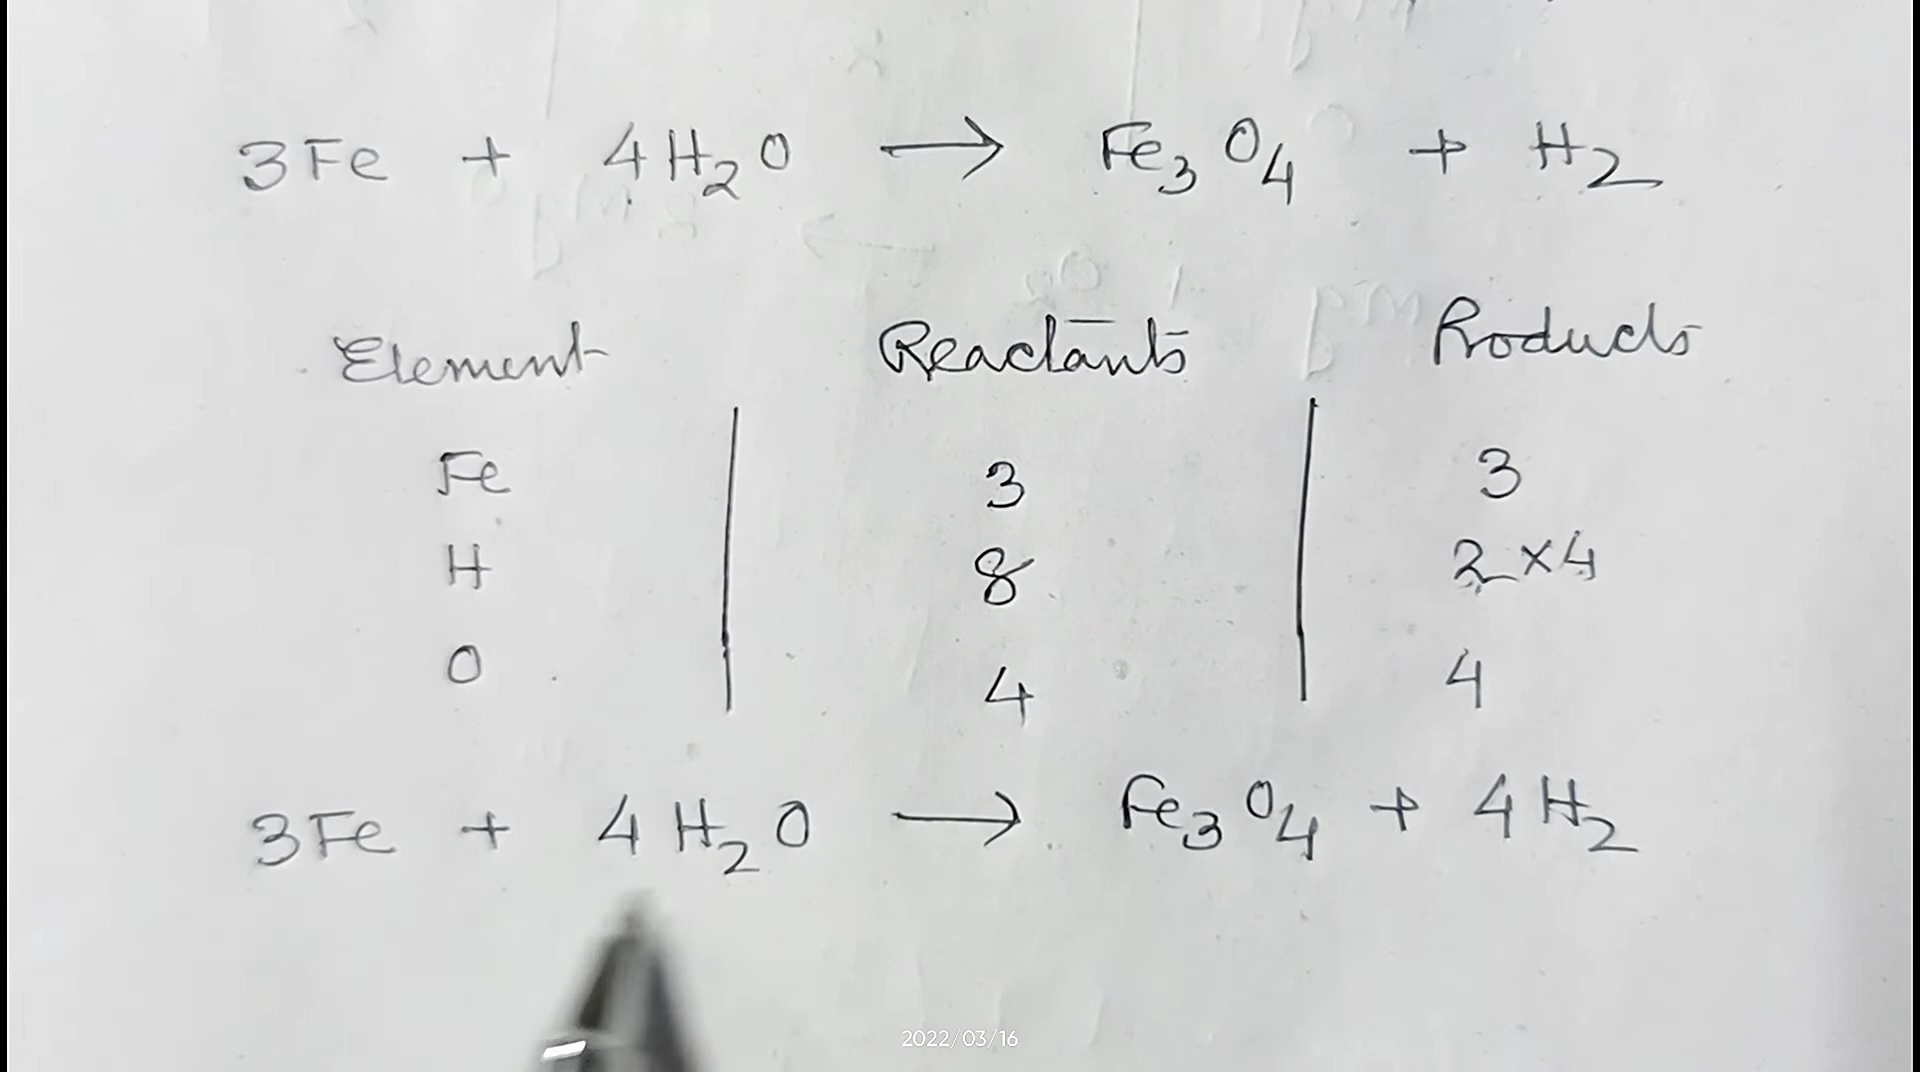 3Fe + 4H₂O → Fe₃O₄ + H₂
Element Reactants Products
Fe 3 3
H 8 2×4
O 4 4
3Fe + 4H₂O → Fe₃O₄ + 4H₂
2022/03/16